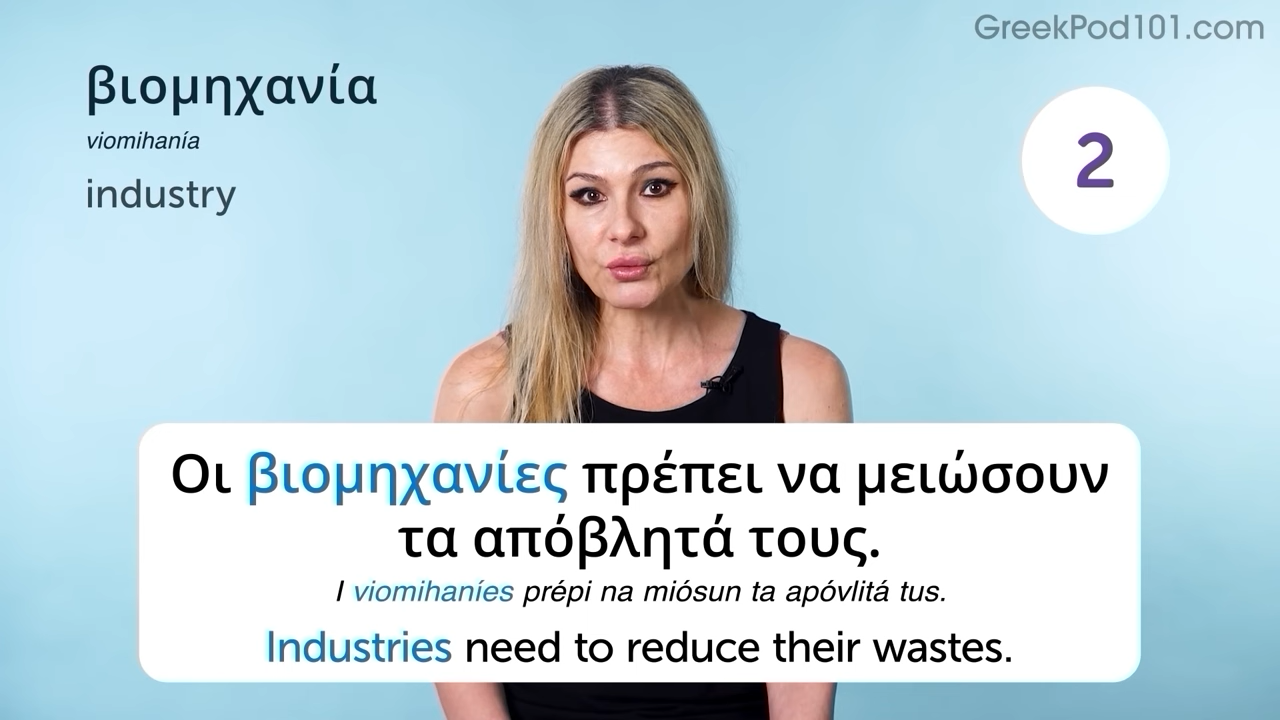 GreekPod101.com
βιομηχανία
viomihanía
industry
2
Οι βιομηχανίες πρέπει να μειώσουν
τα απόβλητά τους.
I viomihaníes prépi na miósun ta apóvlitá tus.
Industries need to reduce their wastes.